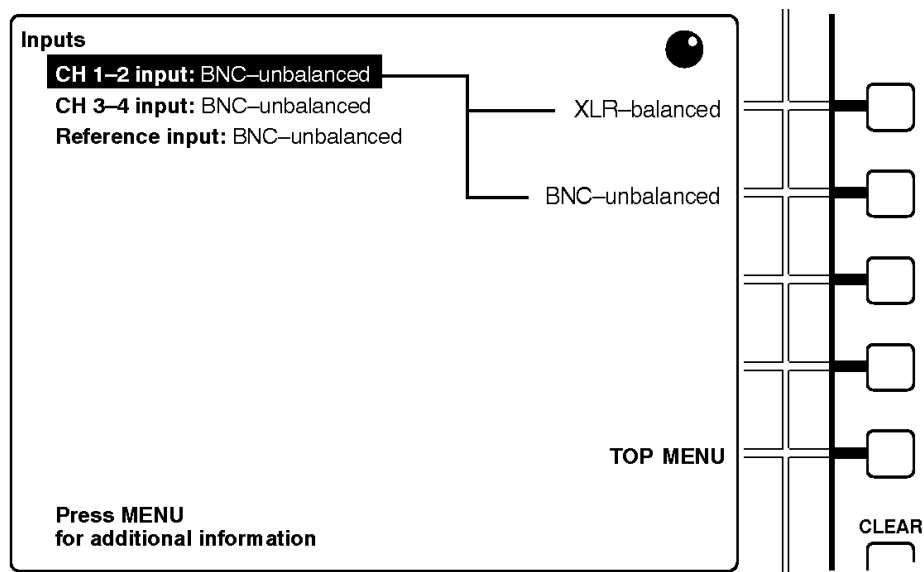 Inputs
CH 1–2 input: BNC–unbalanced
CH 3–4 input: BNC–unbalanced
Reference input: BNC–unbalanced
XLR–balanced
BNC–unbalanced
TOP MENU
Press MENU
for additional information
CLEAR